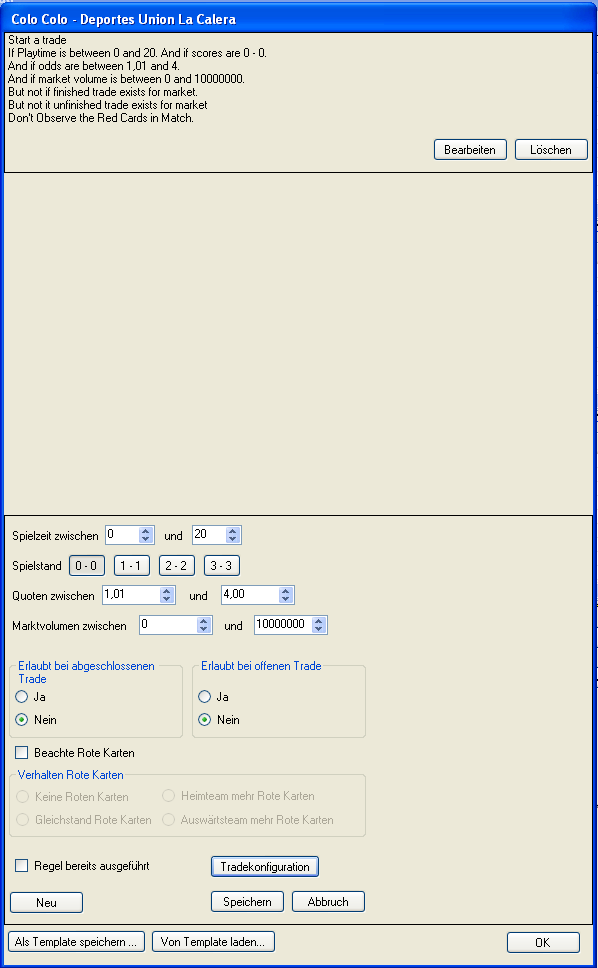 Colo Colo - Deportes Union La Calera
Start a trade
If Playtime is between 0 and 20. And if scores are 0 - 0.
And if odds are between 1,01 and 4.
And if market volume is between 0 and 10000000.
But not if finished trade exists for market.
But not it unfinished trade exists for market
Don't Observe the Red Cards in Match.
Bearbeiten Löschen
Spielzeit zwischen 0 und 20
Spielstand 0 - 0 1 - 1 2 - 2 3 - 3
Quoten zwischen 1,01 und 4,00
Marktvolumen zwischen 0 und 10000000
Erlaubt bei abgeschlossenen
Trade
Ja
Nein
Erlaubt bei offenen Trade
Ja
Nein
Beachte Rote Karten
Verhalten Rote Karten
Keine Roten Karten Heimteam mehr Rote Karten
Gleichstand Rote Karten Auswärtsteam mehr Rote Karten
Regel bereits ausgeführt Tradekonfiguration
Neu Speichern Abbruch
Als Template speichern ... Von Template laden... OK